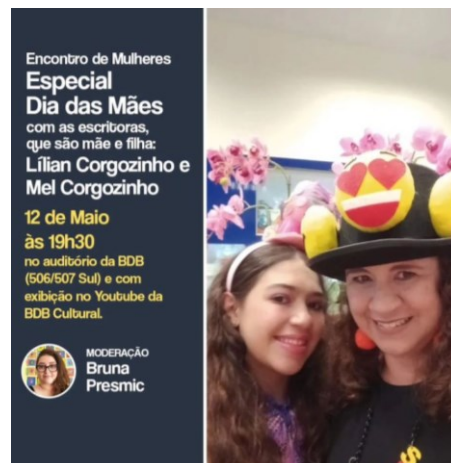 Encontro de Mulheres
Especial
Dia das Mães
com as escritoras,
que são mãe e filha:
Lílian Corgozinho e
Mel Corgozinho
12 de Maio
às 19h30
no auditório da BDB
(506/507 Sul) e com
exibição no Youtube da
BDB Cultural.
MODERAÇÃO
Bruna
Presmic